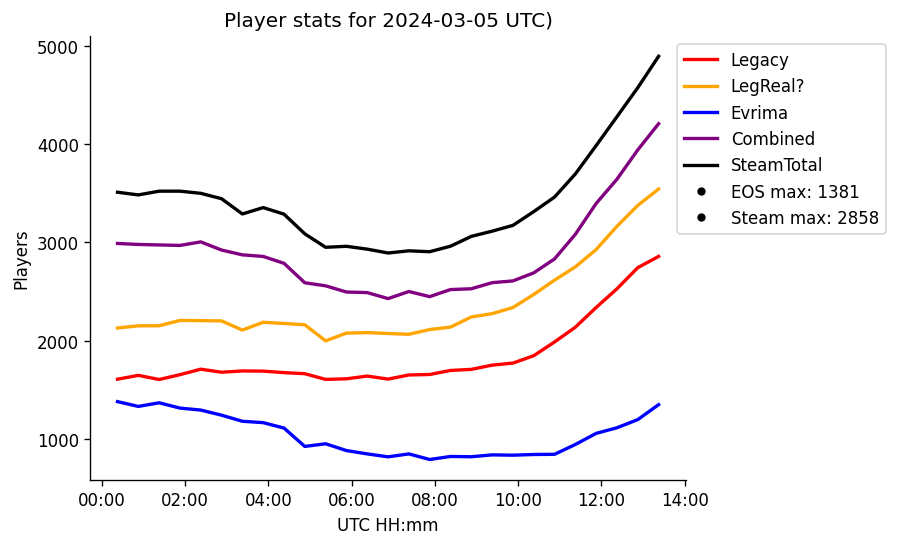 Player stats for 2024-03-05 UTC)
5000
4000
3000
2000
1000
Players
00:00 02:00 04:00 06:00 08:00 10:00 12:00 14:00
UTC HH:mm
Legacy
LegReal?
Evrima
Combined
SteamTotal
EOS max: 1381
Steam max: 2858